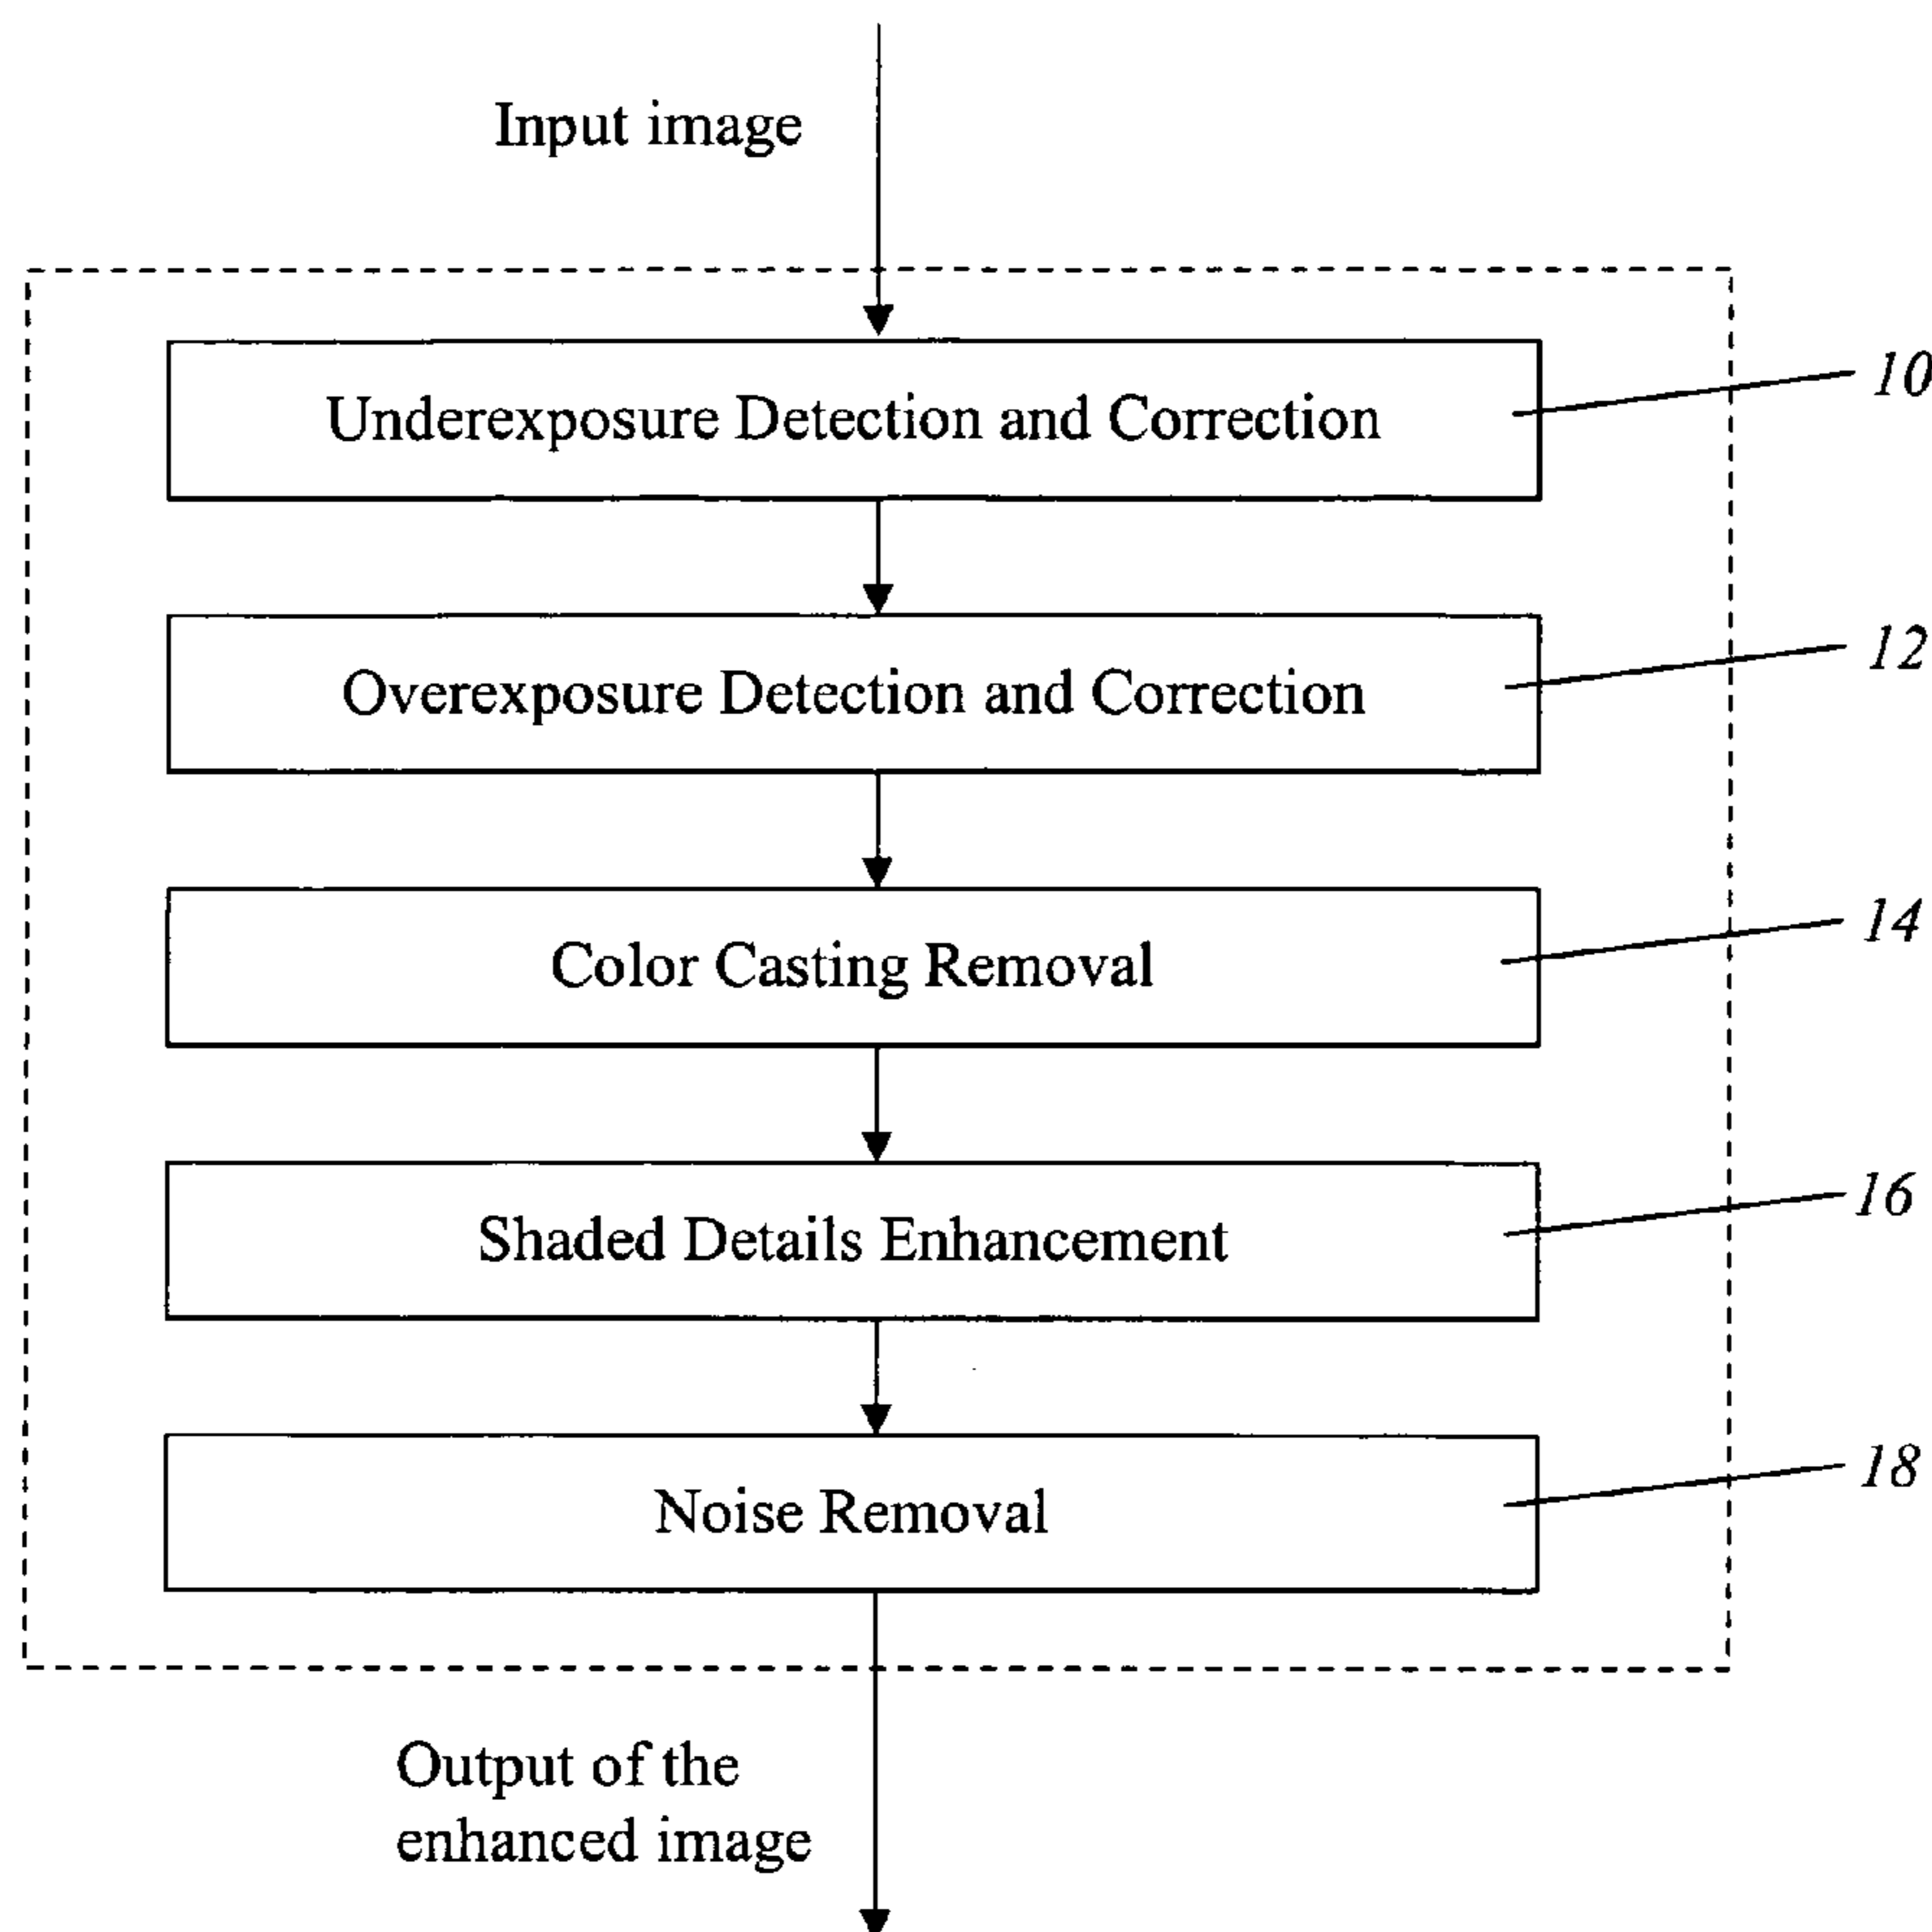 Input image
Underexposure Detection and Correction
10
Overexposure Detection and Correction
12
Color Casting Removal
14
Shaded Details Enhancement
16
Noise Removal
18
Output of the
enhanced image